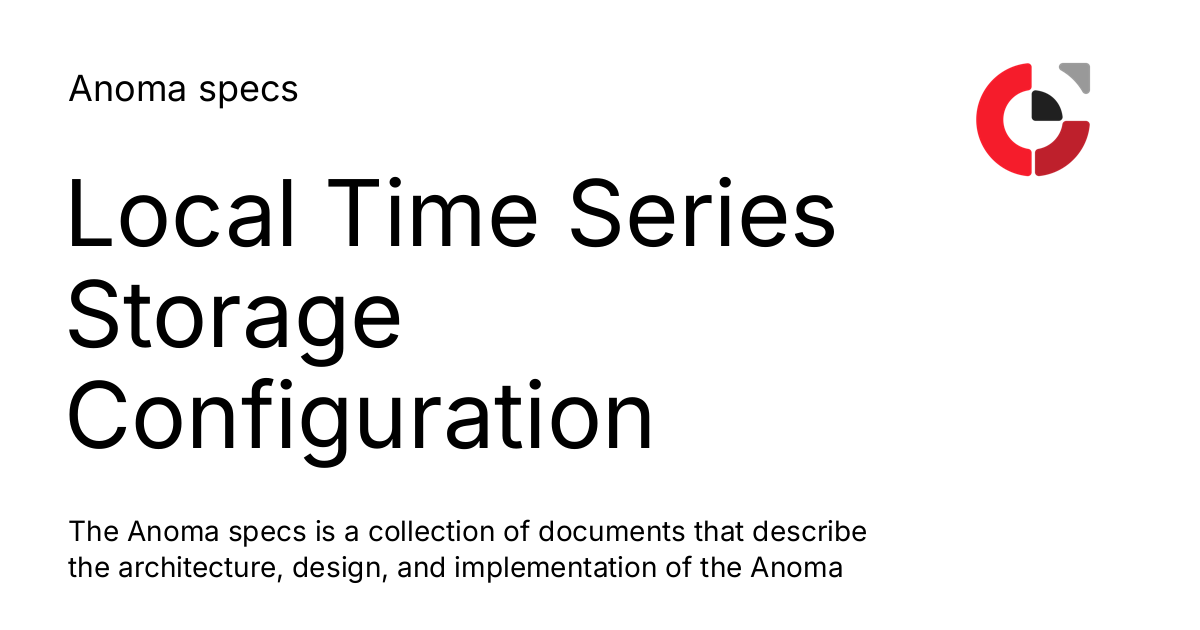 Anoma specs
Local Time Series
Storage
Configuration
The Anoma specs is a collection of documents that describe
the architecture, design, and implementation of the Anoma